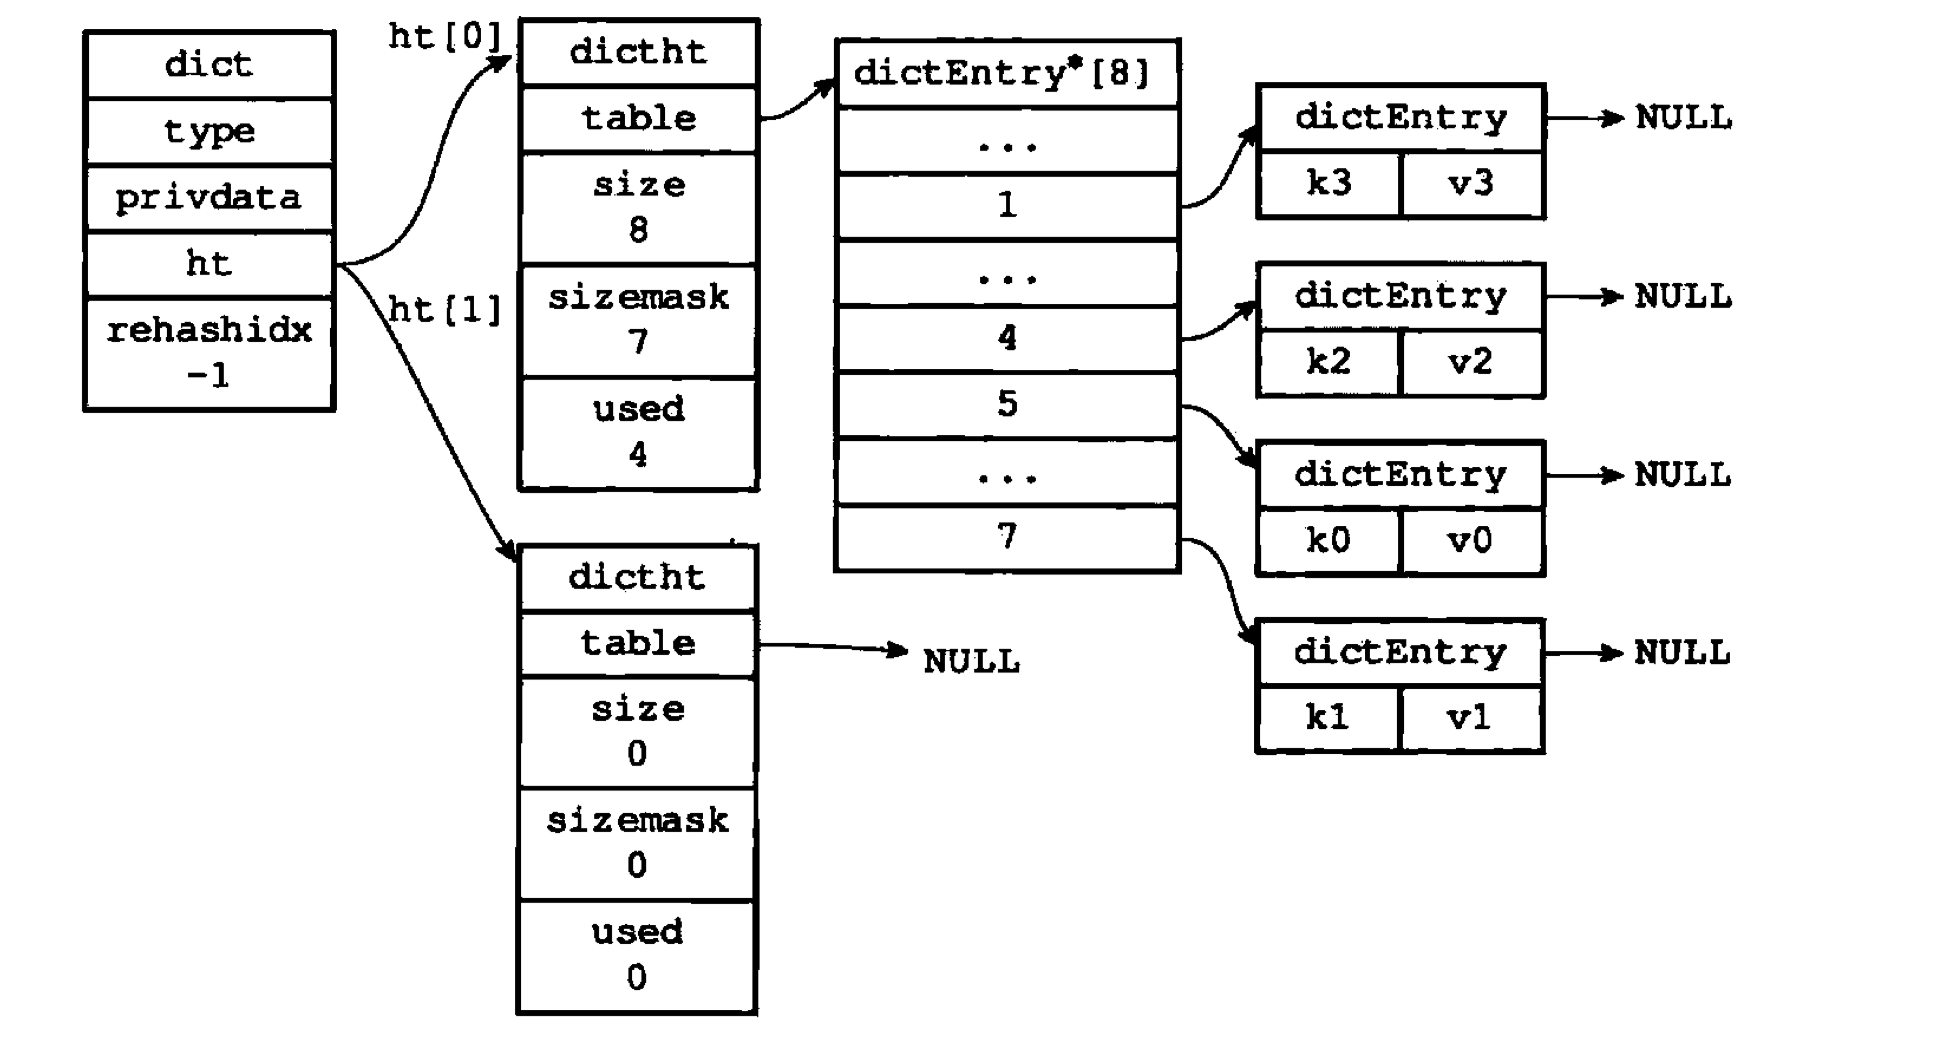 dict
type
privdata
ht
rehashidx
-1
ht[0]
ht[1]
dictht
table
size
8
sizemask
7
used
4
dictht
table
size
0
sizemask
0
used
0
NULL
dictEntry*[8]
...
1
...
4
5
...
7
dictEntry
k3 v3
NULL
dictEntry
k2 v2
NULL
dictEntry
k0 v0
NULL
dictEntry
k1 v1
NULL